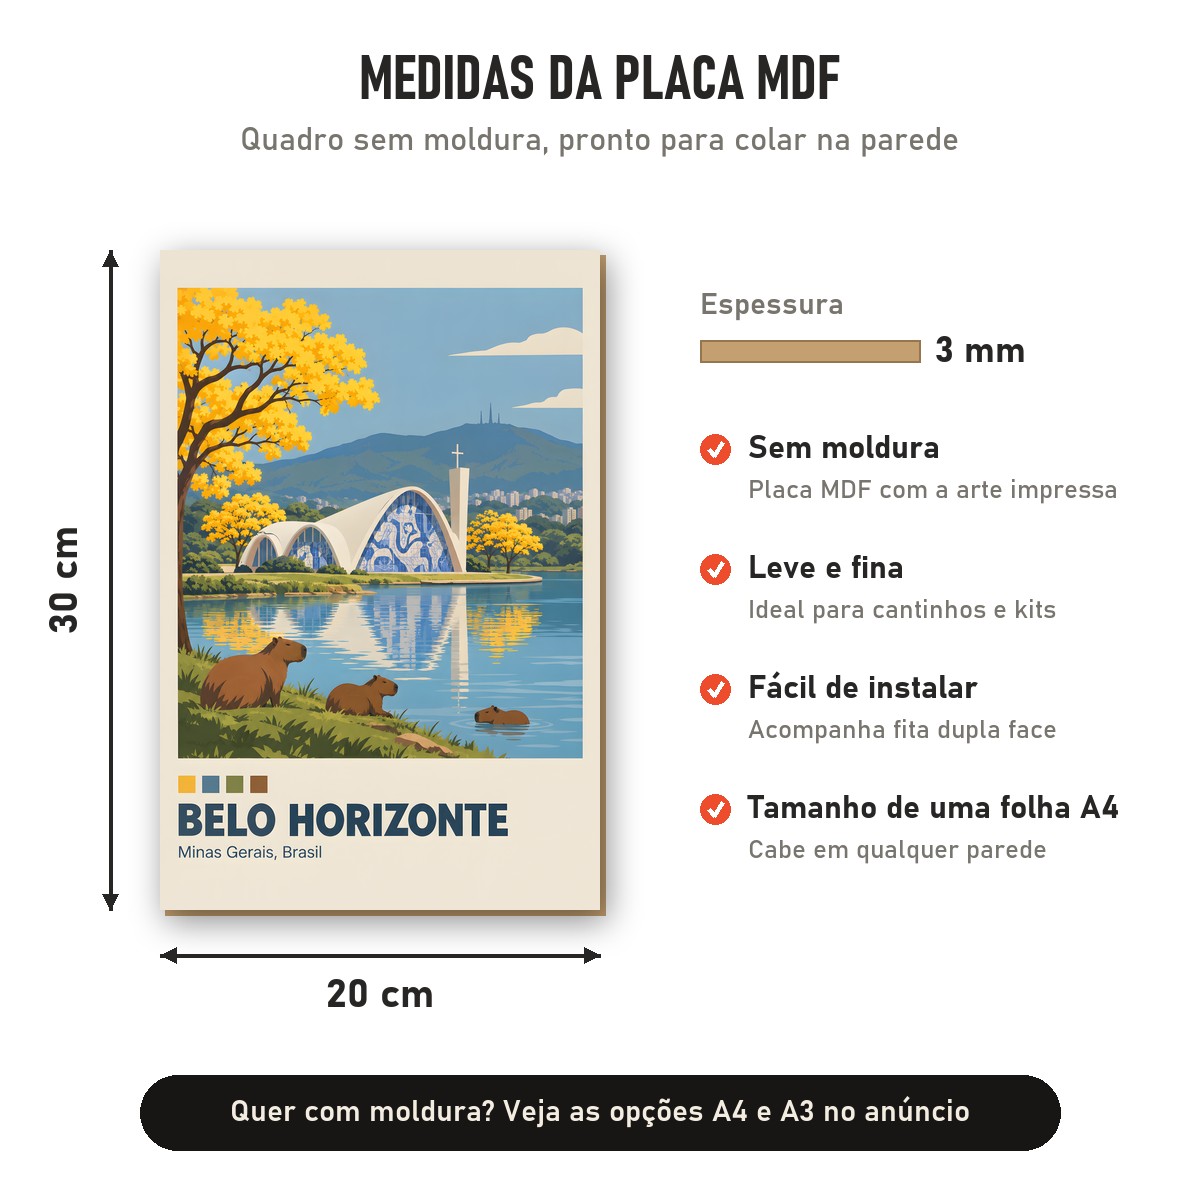 MEDIDAS DA PLACA MDF
Quadro sem moldura, pronto para colar na parede
30 cm
BELO HORIZONTE
Minas Gerais, Brasil
20 cm
Espessura
3 mm
Sem moldura
Placa MDF com a arte impressa
Leve e fina
Ideal para cantinhos e kits
Fácil de instalar
Acompanha fita dupla face
Tamanho de uma folha A4
Cabe em qualquer parede
Quer com moldura? Veja as opções A4 e A3 no anúncio